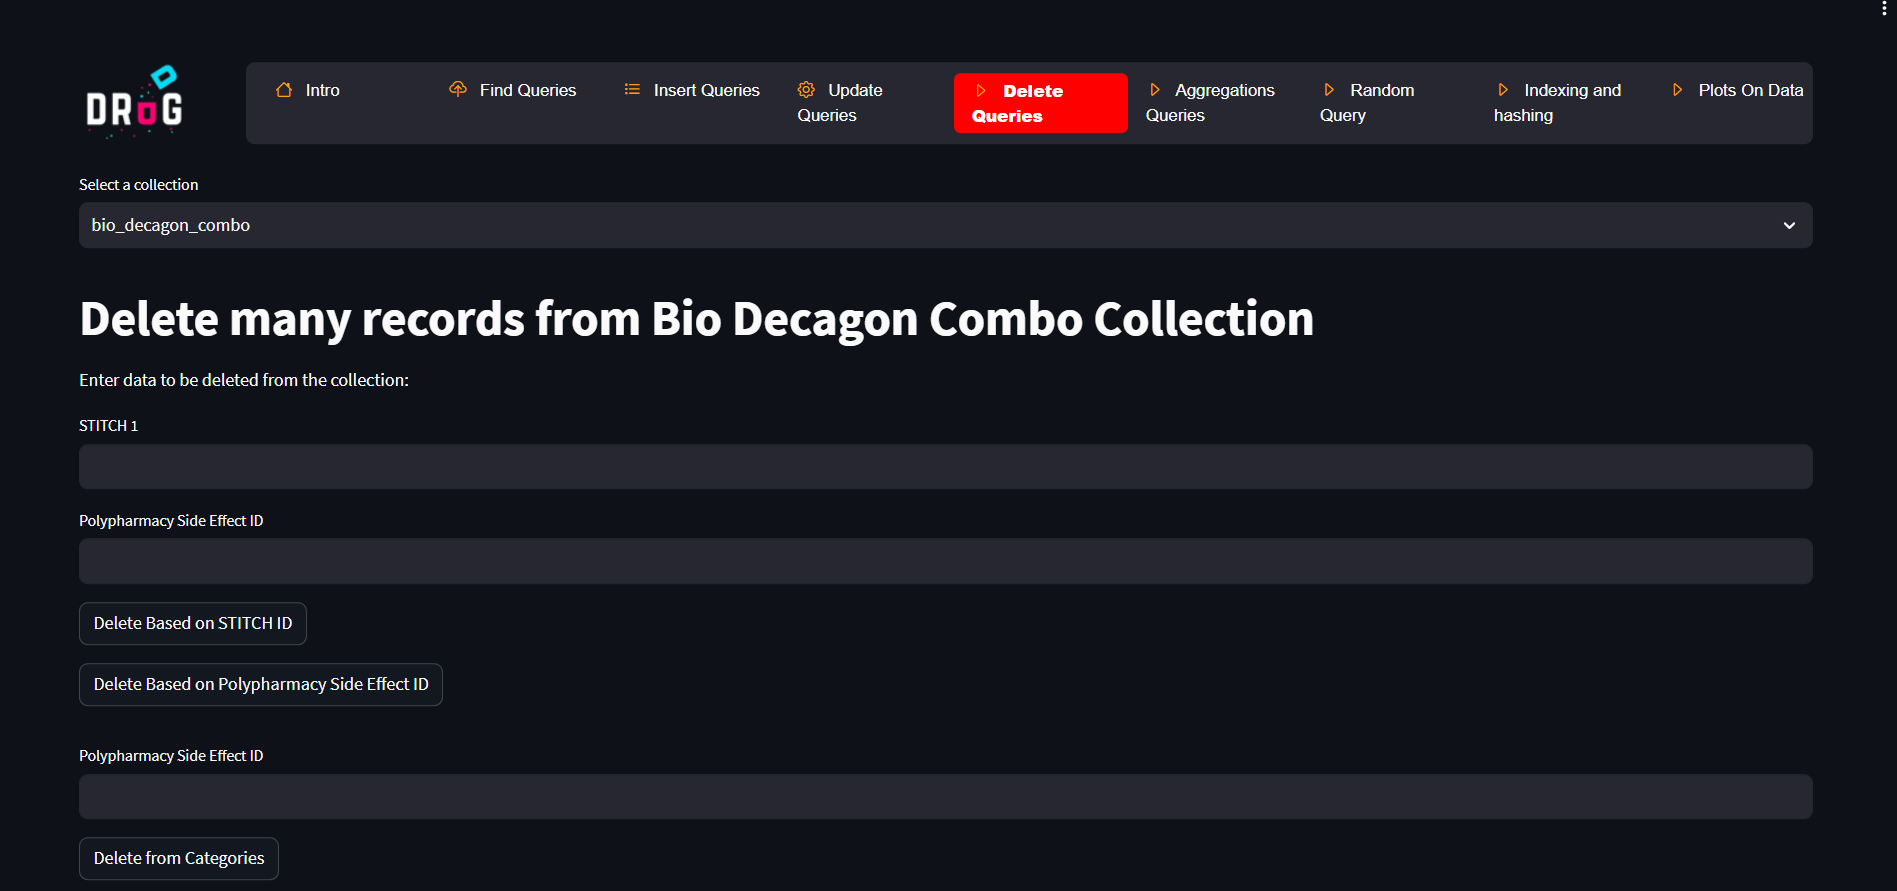 DRUG
Intro
Find Queries
Insert Queries
Update
Queries
Delete
Queries
Aggregations
Queries
Random
Query
Indexing and
hashing
Plots On Data
Select a collection
bio_decagon_combo
Delete many records from Bio Decagon Combo Collection
Enter data to be deleted from the collection:
STITCH 1
Polypharmacy Side Effect ID
Delete Based on STITCH ID
Delete Based on Polypharmacy Side Effect ID
Polypharmacy Side Effect ID
Delete from Categories